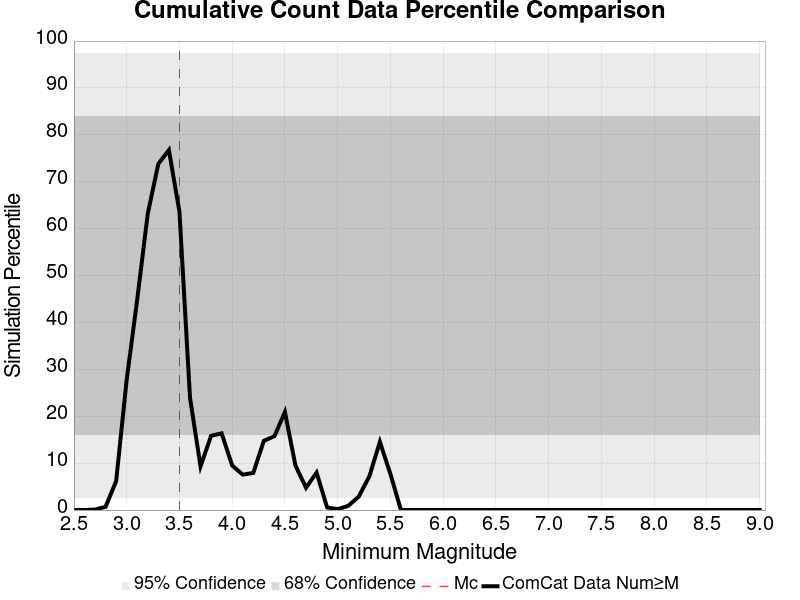 Cumulative Count Data Percentile Comparison
100
90
80
70
60
50
40
30
20
10
0
Simulation Percentile
2.5 3.0 3.5 4.0 4.5 5.0 5.5 6.0 6.5 7.0 7.5 8.0 8.5 9.0
Minimum Magnitude
95% Confidence 68% Confidence Mc ComCat Data Num≥M